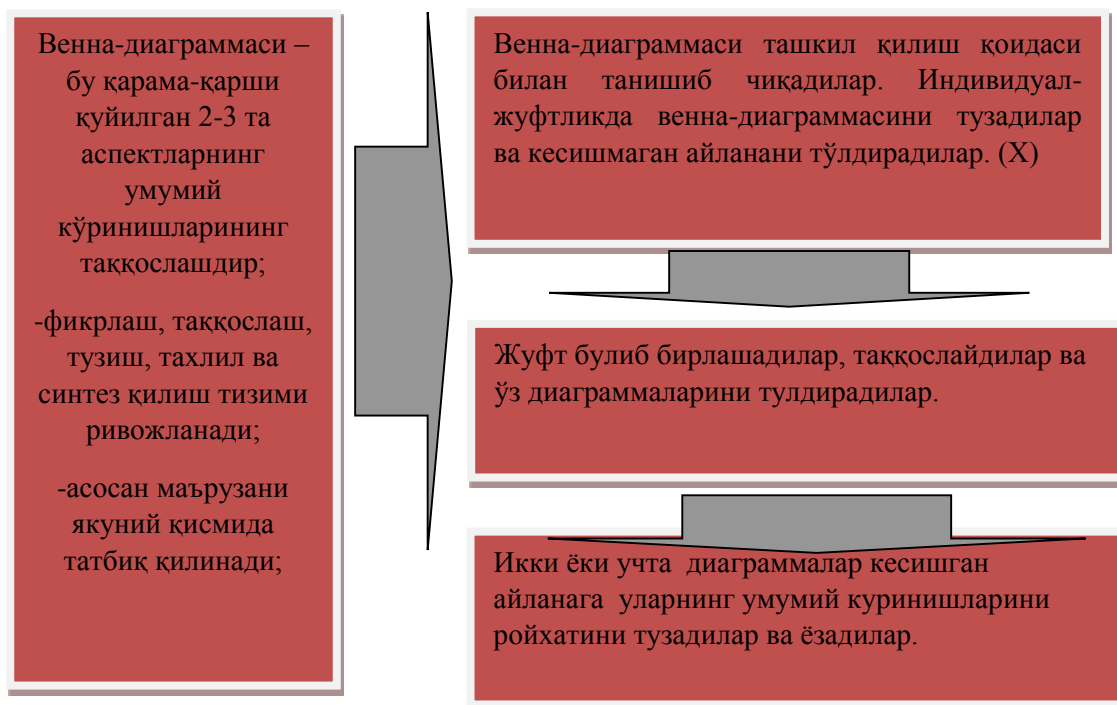 Венна-диаграммаси –
бу қарама-қарши
қуйилган 2-3 та
аспектларнинг
умумий
кўринишларининг
таққослашдир;
-фикрлаш, таққослаш,
тузиш, тахлил ва
синтез қилиш тизими
ривожланади;
-асосан маърузани
якуний қисмида
татбиқ қилинади;
Венна-диаграммаси ташкил қилиш қоидаси
билан танишиб чиқадилар. Индивидуал-
жуфтликда венна-диаграммасини тузадилар
ва кесишмаган айланани тўлдирадилар. (Х)
Жуфт булиб бирлашадилар, таққослайдилар ва
ўз диаграммаларини тулдирадилар.
Икки ёки учта диаграммалар кесишган
айланага уларнинг умумий куринишларини
ройхатини тузадилар ва ёзадилар.